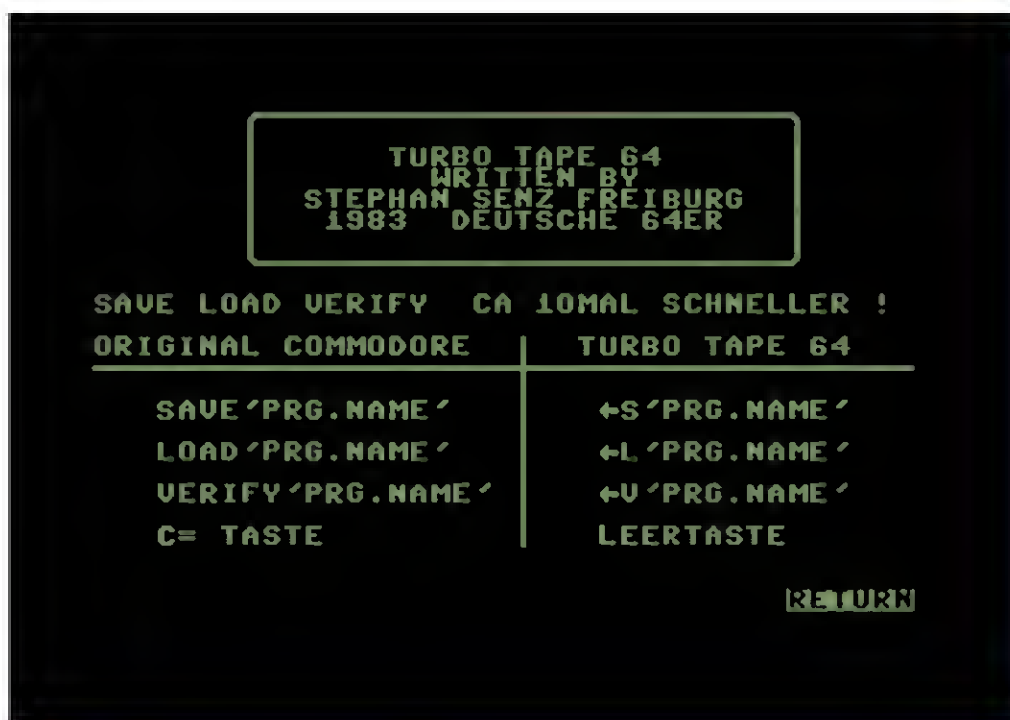 TURBO TAPE 64
WRITTEN BY
STEPHAN SENZ FREIBURG
1983 DEUTSCHE 64ER
SAVE LOAD VERIFY CA 10MAL SCHNELLER !
ORIGINAL COMMODORE TURBO TAPE 64
SAVE'PRG.NAME' ←S'PRG.NAME'
LOAD'PRG.NAME' ←L'PRG.NAME'
VERIFY'PRG.NAME' ←V'PRG.NAME'
C= TASTE LEERTASTE
RETURN